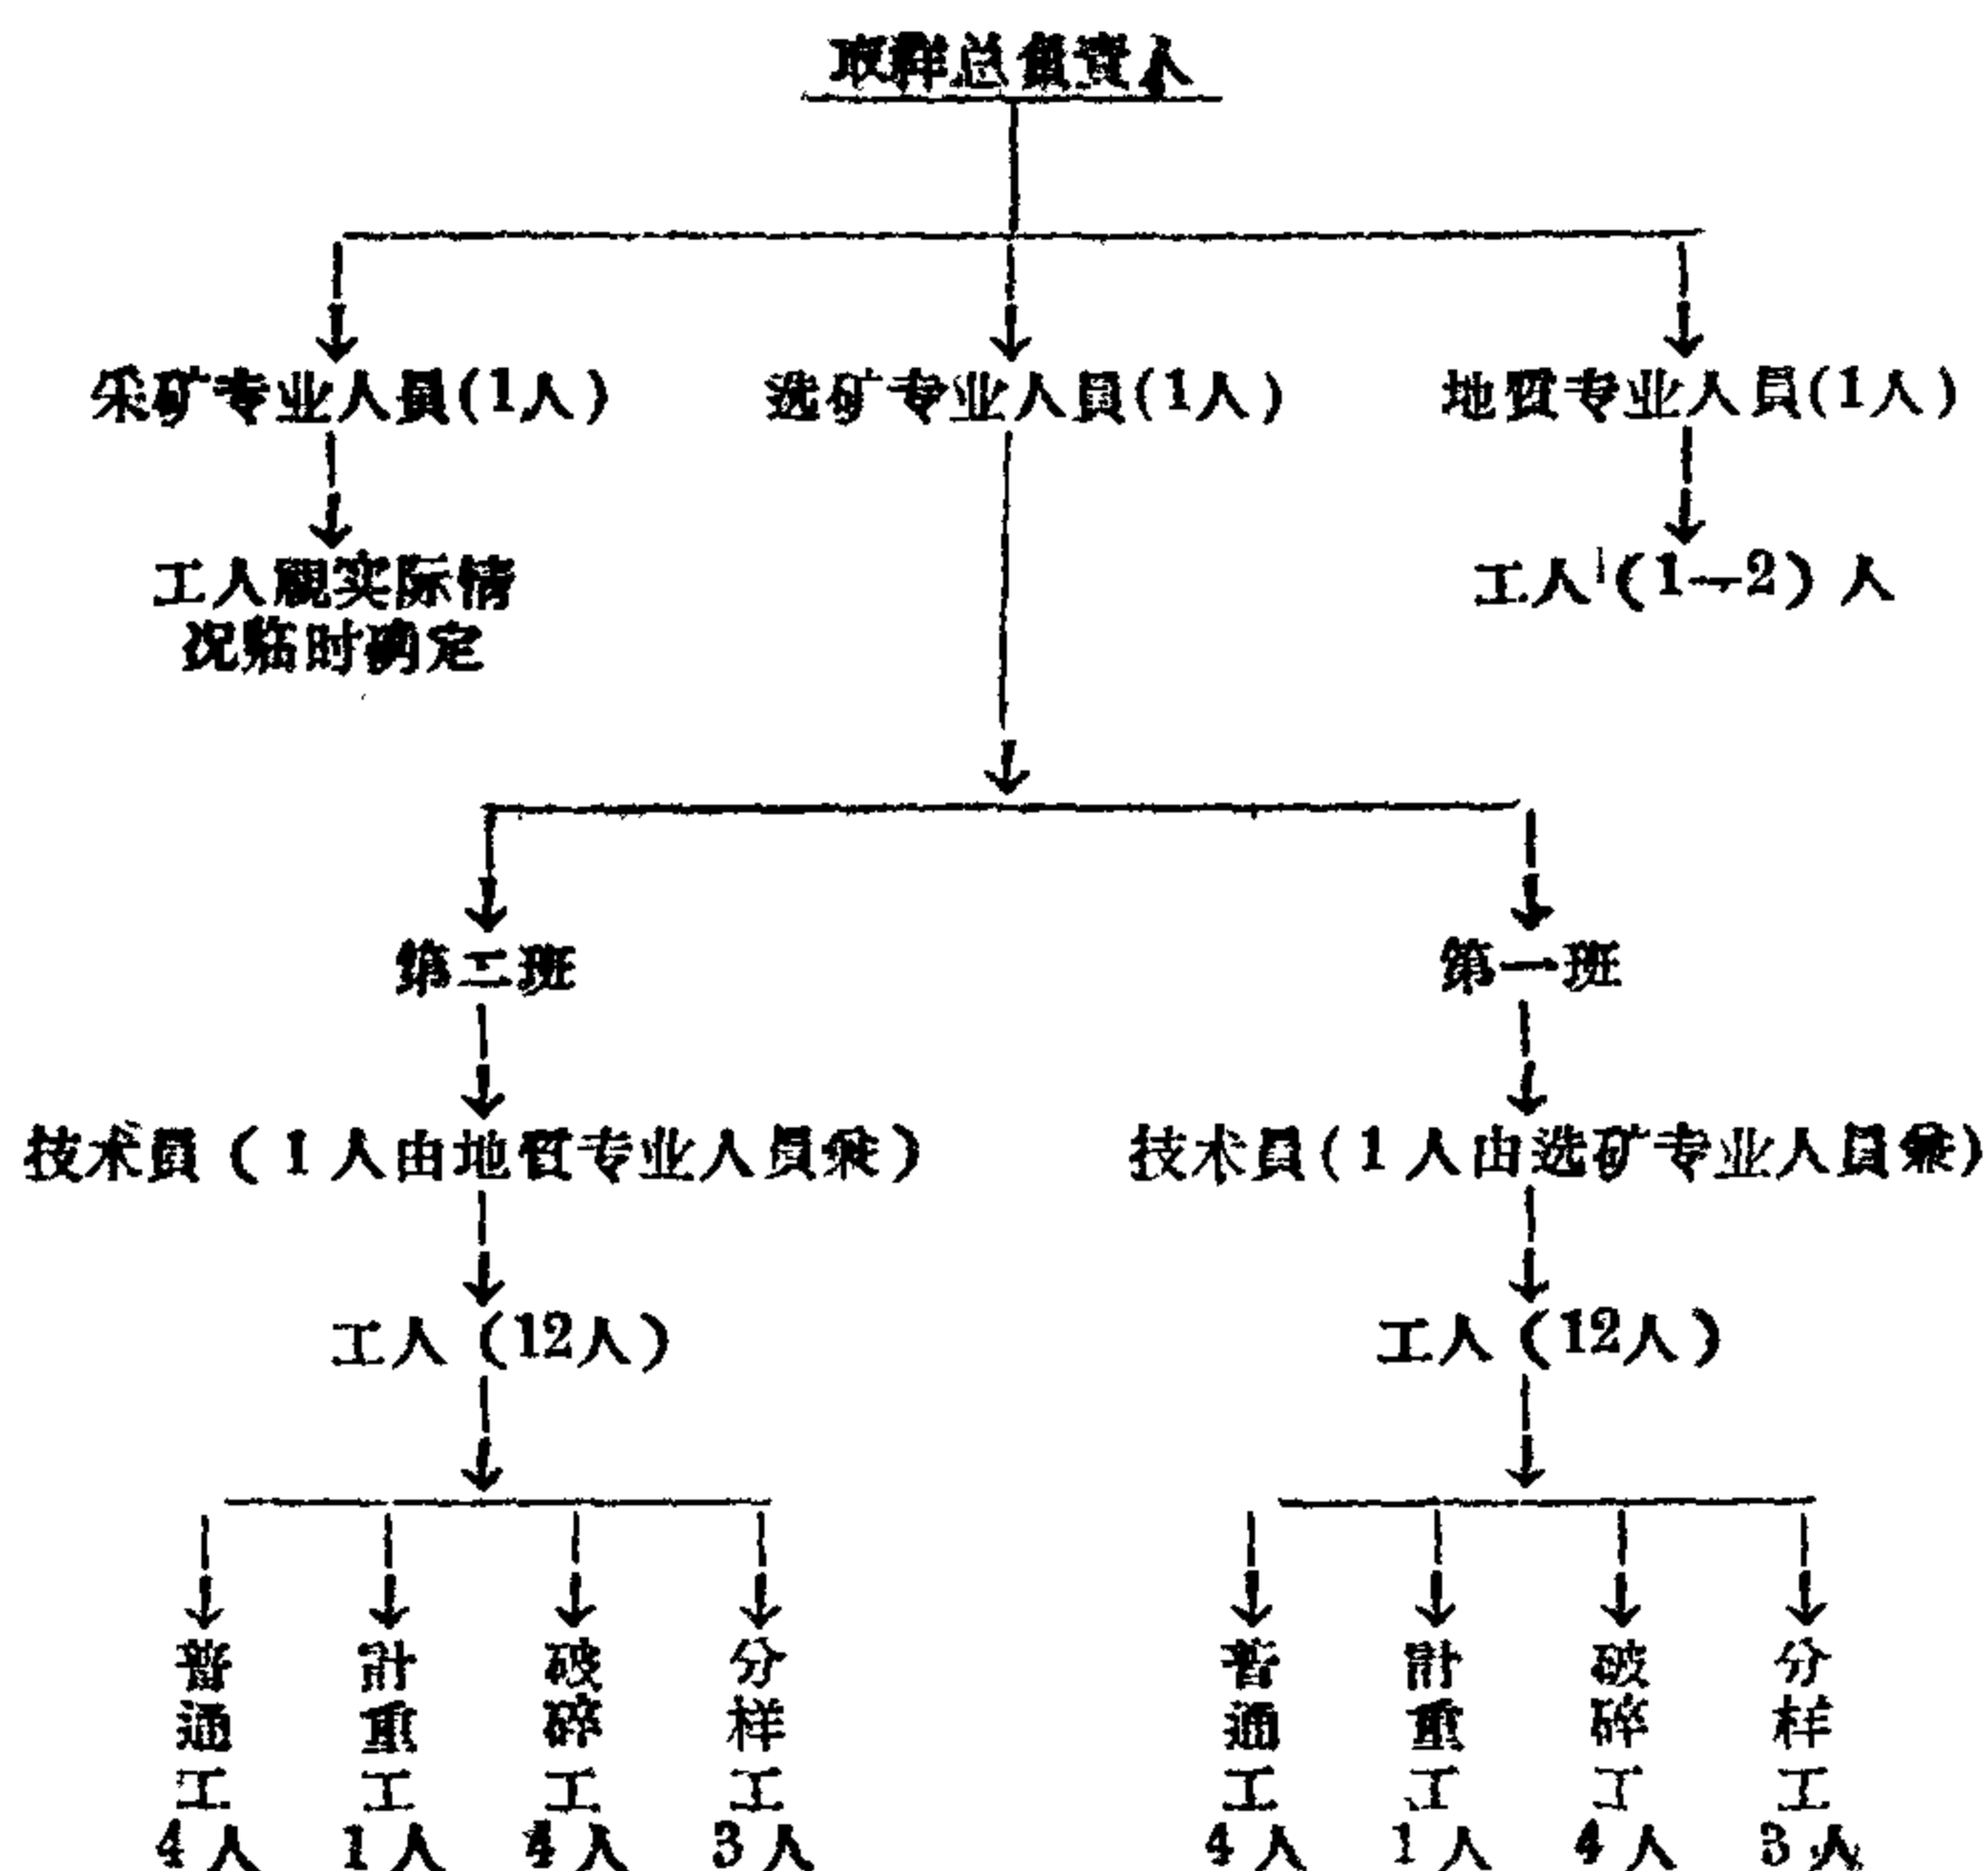 取样总負責人
采矿专业人員(1人)
选矿专业人員(1人)
地質专业人員(1人)
工人視实际情
况临时确定
工人(1—2)人
第二班
第一班
技术員(1人由地質专业人員兼)
技术員(1人由选矿专业人員兼)
工人(12人)
工人(12人)
普通工4人
計重工1人
破碎工4人
分样工3人
普通工4人
計重工1人
破碎工4人
分样工3人